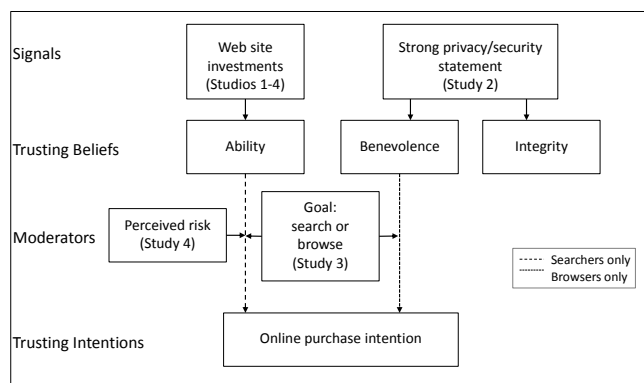 Signals
Web site
investments
(Studios 1-4)
Strong privacy/security
statement
(Study 2)
Trusting Beliefs
Ability
Benevolence
Integrity
Moderators
Perceived risk
(Study 4)
Goal:
search or
browse
(Study 3)
Searchers only
Browsers only
Trusting Intentions
Online purchase intention